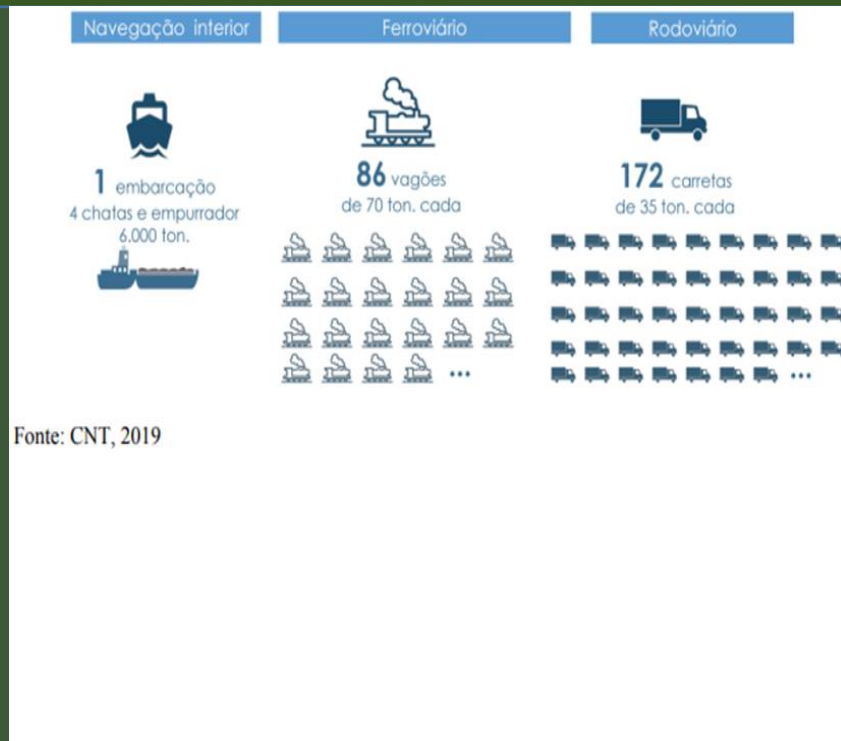 Navegação interior
Ferroviário
Rodoviário
1 embarcação
4 chatas e empurrador
6.000 ton.
86 vagões
de 70 ton. cada
172 carretas
de 35 ton. cada
...
...
Fonte: CNT, 2019